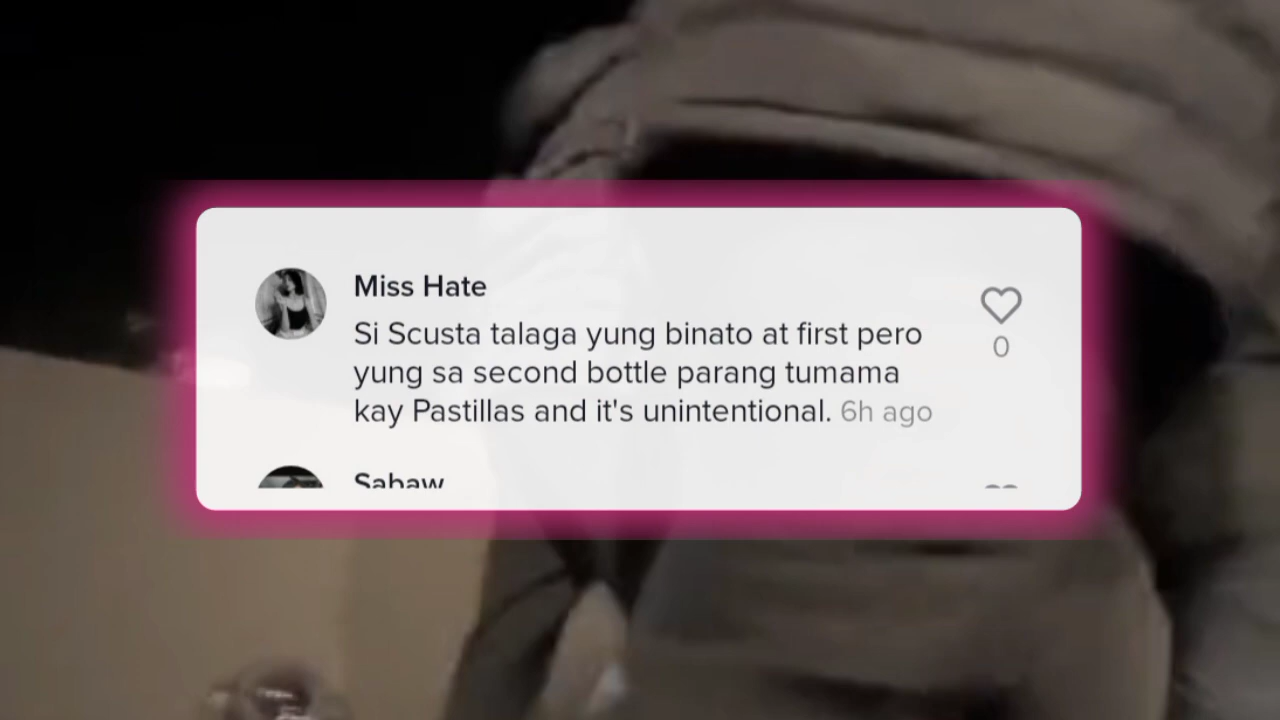 Miss Hate
Si Scusta talaga yung binato at first pero
yung sa second bottle parang tumama
kay Pastillas and it's unintentional. 6h ago
0
Sabaw